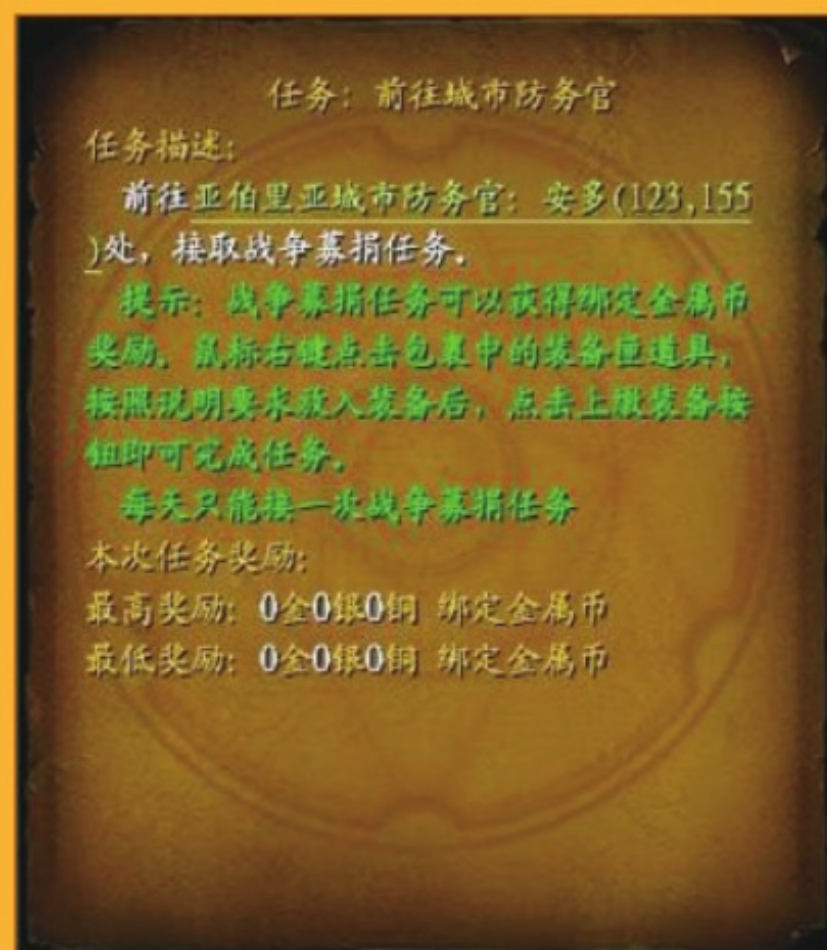 任务：前往城市防务官
任务描述：
前往亚伯里亚城市防务官：安多(123,155
)处，接取战争募捐任务。
提示：战争募捐任务可以获得绑定金属币
奖励。鼠标右键点击包裹中的装备匣道具，
按照说明要求放入装备后，点击上缴装备按
钮即可完成任务。
每天只能接一次战争募捐任务
本次任务奖励：
最高奖励：0金0银0铜 绑定金属币
最低奖励：0金0银0铜 绑定金属币